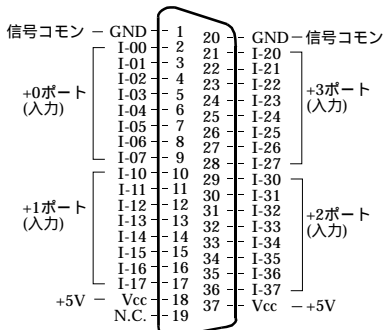 信号コモン GND 1
I-00 2
I-01 3
I-02 4
I-03 5
I-04 6
I-05 7
I-06 8
I-07 9
+0ポート
(入力)
I-10 10
I-11 11
I-12 12
I-13 13
I-14 14
I-15 15
I-16 16
I-17 17
+1ポート
(入力)
+5V Vcc 18
N.C. 19
20 GND 信号コモン
21 I-20
22 I-21
23 I-22
24 I-23
25 I-24
26 I-25
27 I-26
28 I-27
+3ポート
(入力)
29 I-30
30 I-31
31 I-32
32 I-33
33 I-34
34 I-35
35 I-36
36 I-37
+2ポート
(入力)
37 Vcc +5V